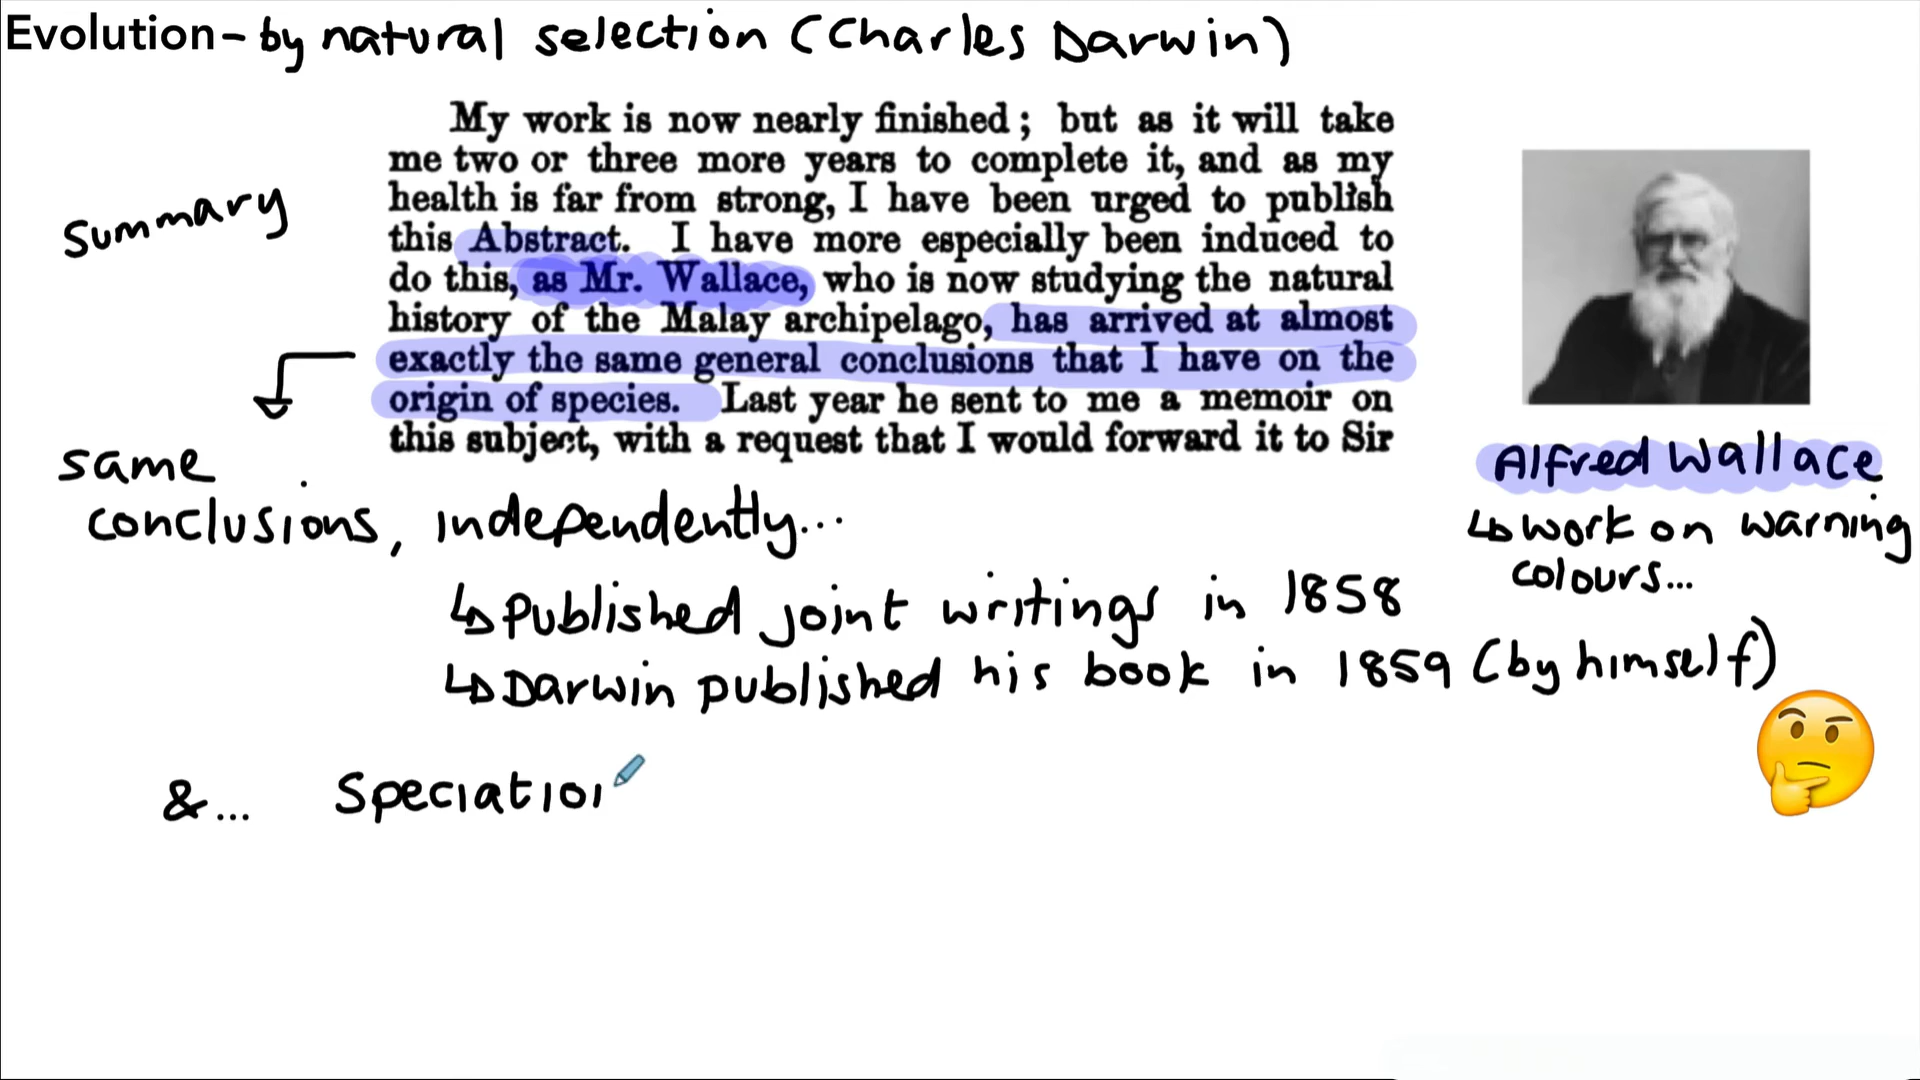 Evolution - by natural selection (Charles Darwin)
My work is now nearly finished; but as it will take
me two or three more years to complete it, and as my
health is far from strong, I have been urged to publish
this Abstract. I have more especially been induced to
do this, as Mr. Wallace, who is now studying the natural
history of the Malay archipelago, has arrived at almost
exactly the same general conclusions that I have on the
origin of species. Last year he sent to me a memoir on
this subject, with a request that I would forward it to Sir
summary
same
conclusions, independently...
Alfred Wallace
↳ work on warning
colours...
↳ published joint writings in 1858
↳ Darwin published his book in 1859 (by himself)
&... Speciation